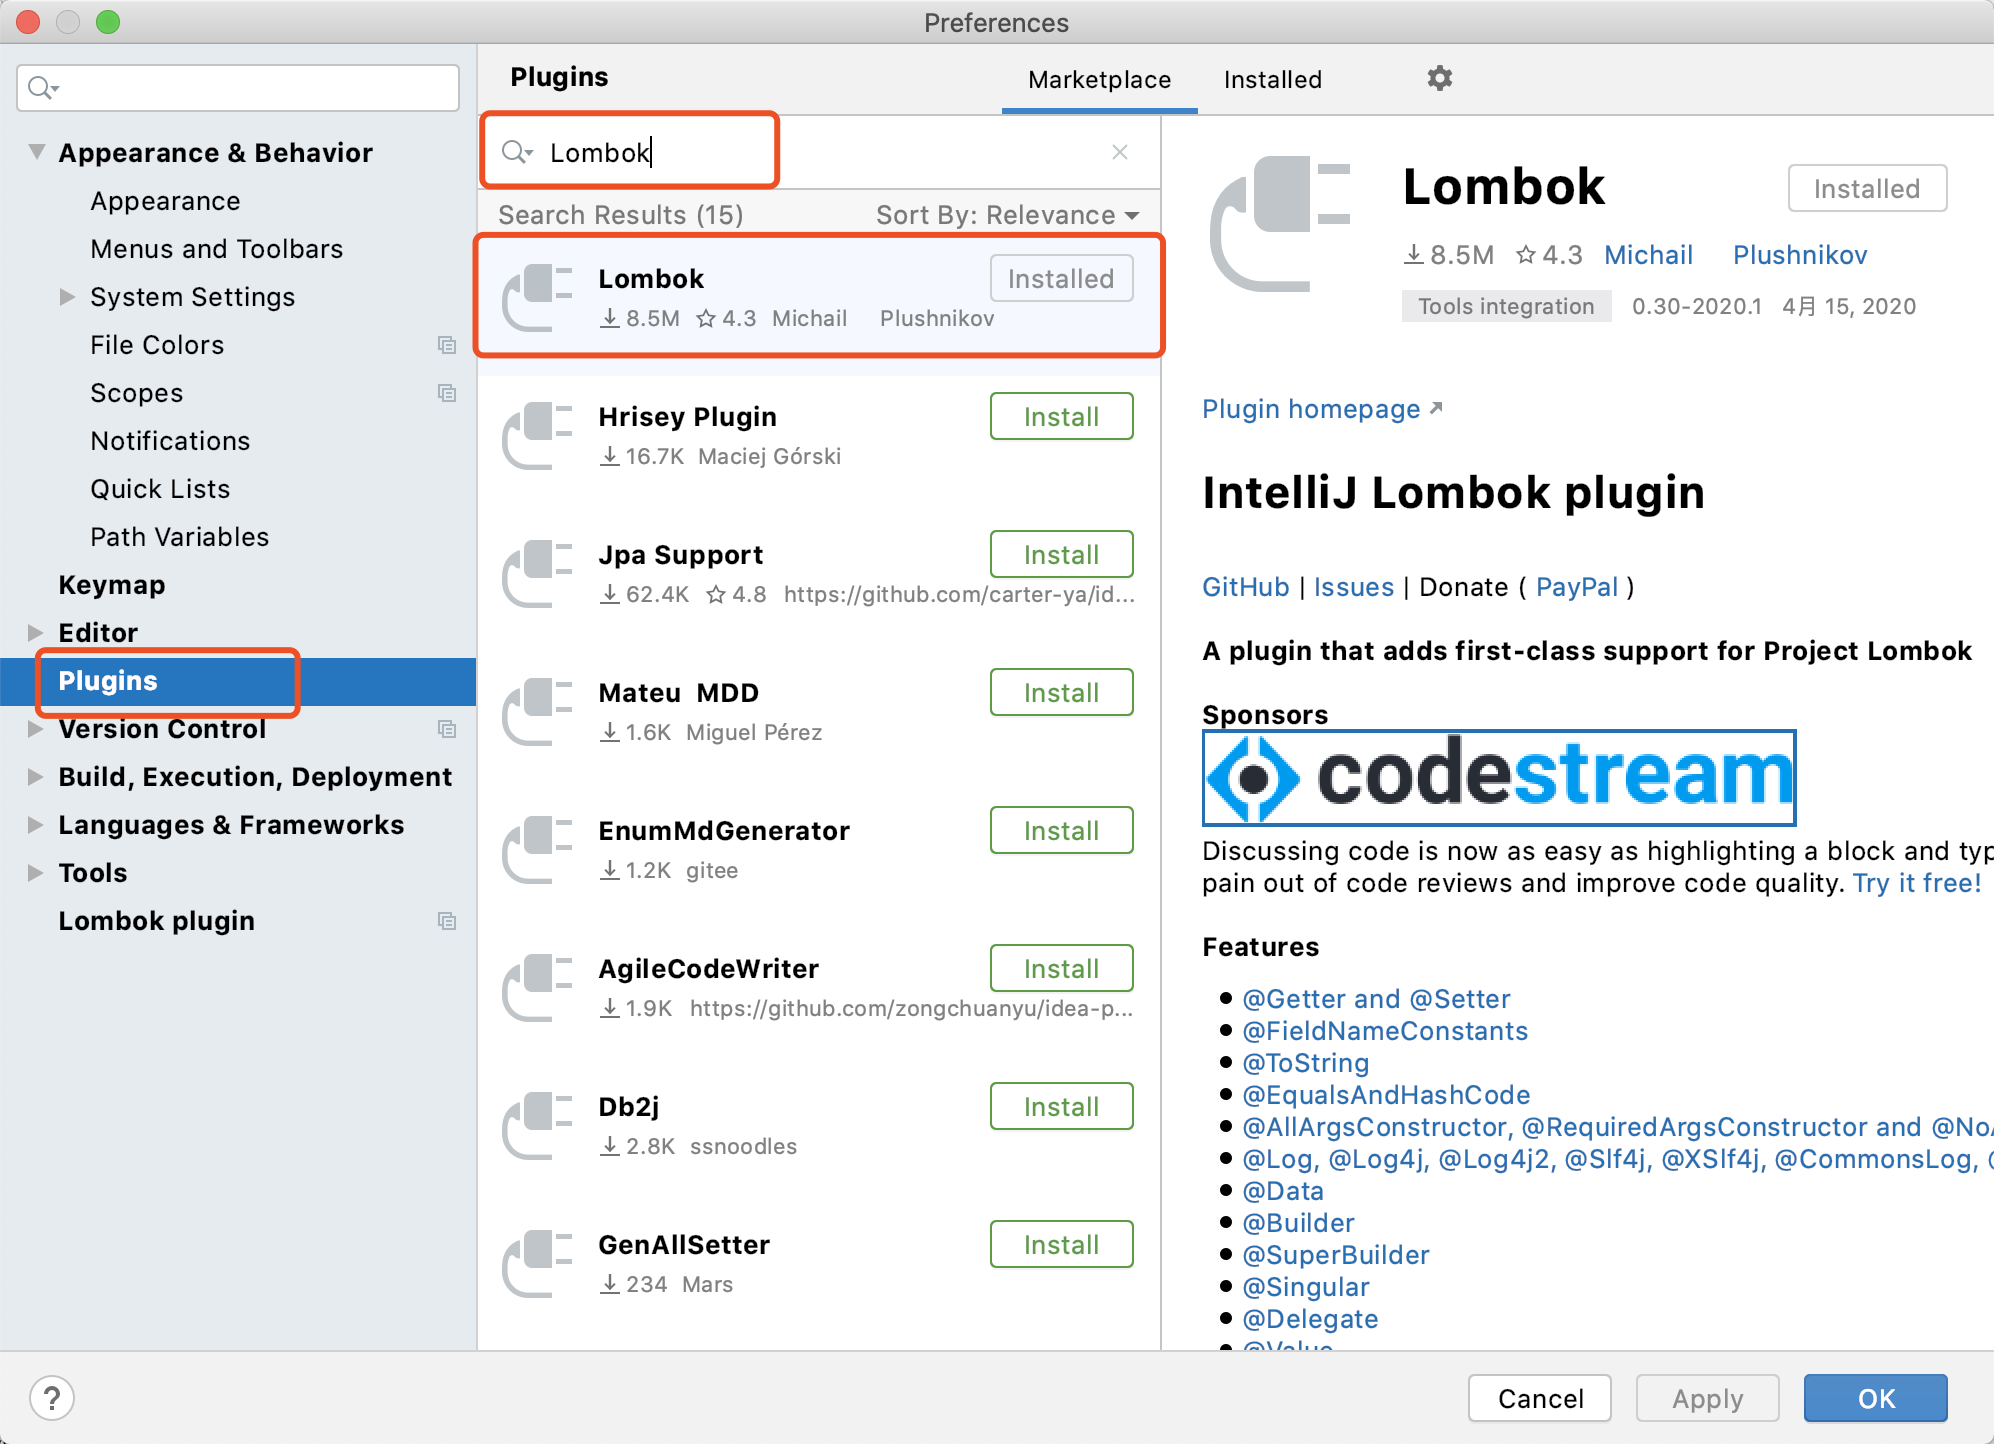 Preferences
Appearance & Behavior
Appearance
Menus and Toolbars
System Settings
File Colors
Scopes
Notifications
Quick Lists
Path Variables
Keymap
Editor
Plugins
Version Control
Build, Execution, Deployment
Languages & Frameworks
Tools
Lombok plugin
Plugins
Marketplace
Installed
Lombok
Search Results (15)
Sort By: Relevance
Lombok
Installed
8.5M 4.3 Michail Plushnikov
Hrisey Plugin
Install
16.7K Maciej Górski
Jpa Support
Install
62.4K 4.8 https://github.com/carter-ya/id...
Mateu MDD
Install
1.6K Miguel Pérez
EnumMdGenerator
Install
1.2K gitee
AgileCodeWriter
Install
1.9K https://github.com/zongchuanyu/idea-p...
Db2j
Install
2.8K ssnoodles
GenAllSetter
Install
234 Mars
Lombok
Installed
8.5M 4.3 Michail Plushnikov
Tools integration 0.30-2020.1 4月 15, 2020
Plugin homepage
IntelliJ Lombok plugin
GitHub | Issues | Donate ( PayPal )
A plugin that adds first-class support for Project Lombok
Sponsors
codestream
Discussing code is now as easy as highlighting a block and typ
pain out of code reviews and improve code quality. Try it free!
Features
@Getter and @Setter
@FieldNameConstants
@ToString
@EqualsAndHashCode
@AllArgsConstructor, @RequiredArgsConstructor and @No
@Log, @Log4j, @Log4j2, @Slf4j, @XSlf4j, @CommonsLog,
@Data
@Builder
@SuperBuilder
@Singular
@Delegate
@Value
?
Cancel
Apply
OK